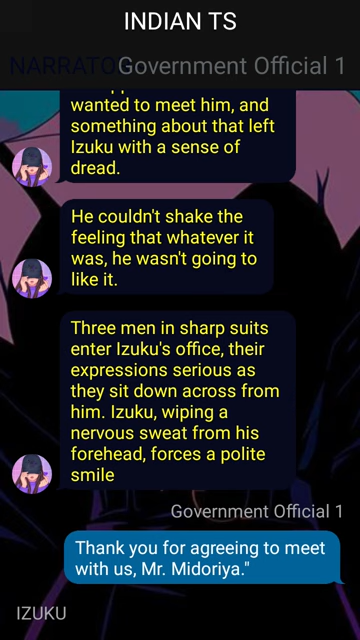 INDIAN TS
NARRATO Government Official 1
wanted to meet him, and
something about that left
Izuku with a sense of
dread.
He couldn't shake the
feeling that whatever it
was, he wasn't going to
like it.
Three men in sharp suits
enter Izuku's office, their
expressions serious as
they sit down across from
him. Izuku, wiping a
nervous sweat from his
forehead, forces a polite
smile
Government Official 1
Thank you for agreeing to meet
with us, Mr. Midoriya."
IZUKU